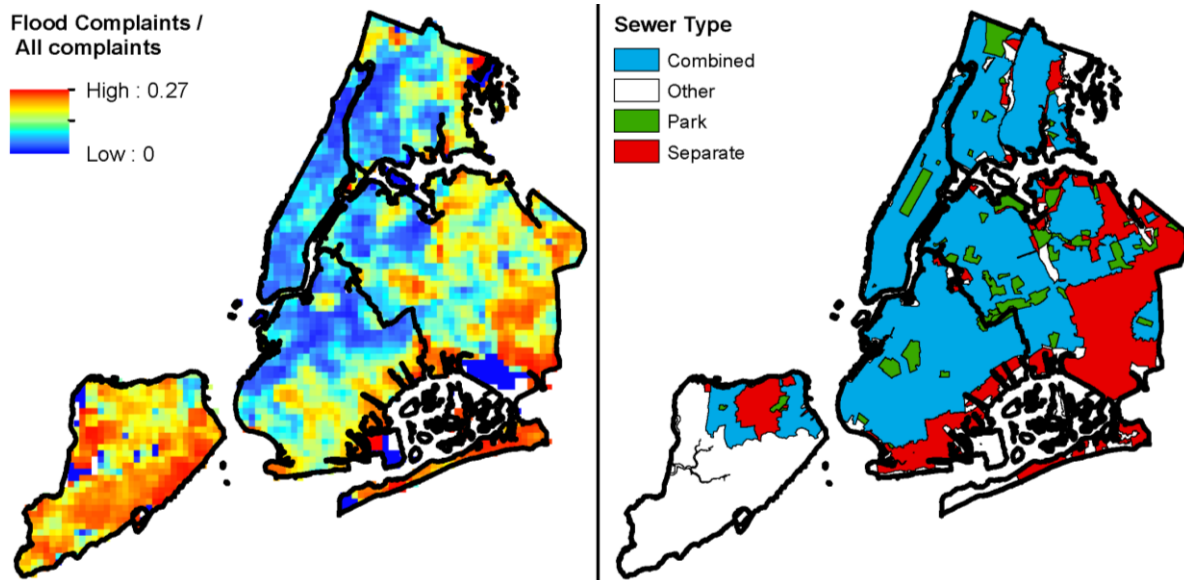 Flood Complaints /
All complaints
High : 0.27
Low : 0
Sewer Type
Combined
Other
Park
Separate